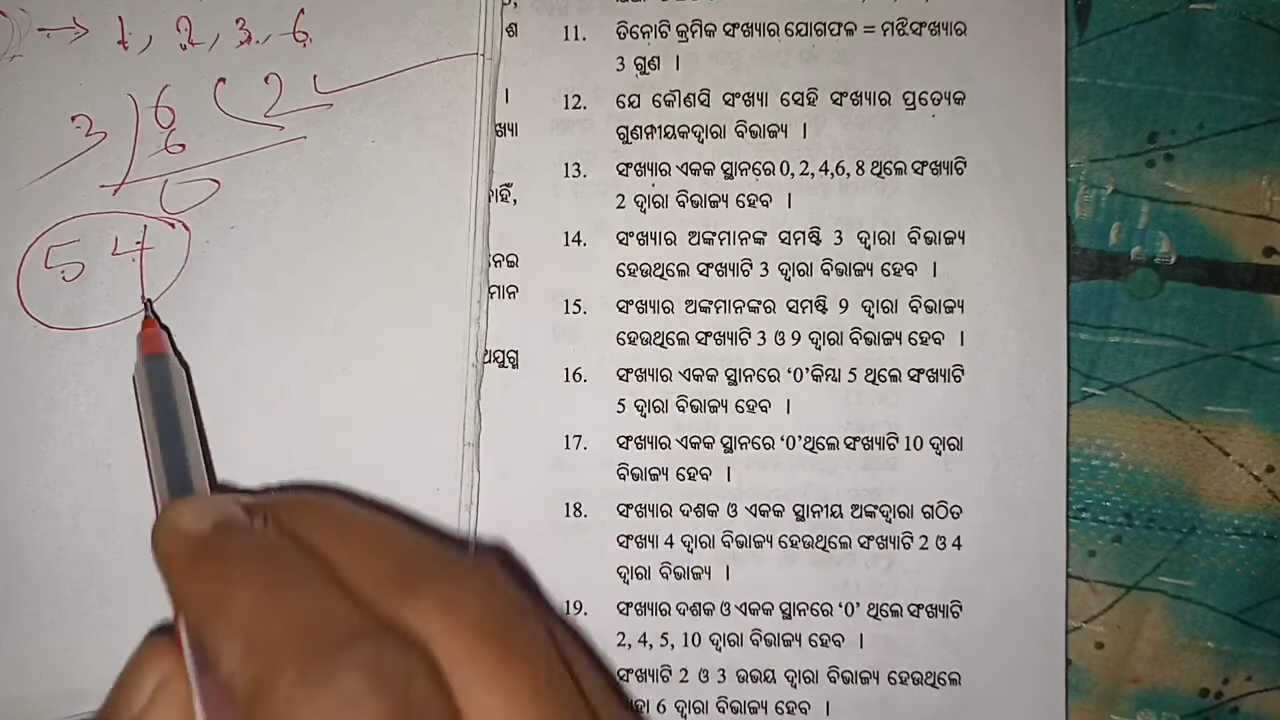 → 1, 2, 3, 6
3 ) 6 ( 2
6
0
54
ଶ
।
ଖ୍ୟା
ନାହିଁ,
ନେଇ
ମାନ
ଅଯୁଗ୍ମ
11. ତିନୋଟି କ୍ରମିକ ସଂଖ୍ୟାର ଯୋଗଫଳ = ମଝିସଂଖ୍ୟାର
3 ଗୁଣ ।
12. ଯେ କୌଣସି ସଂଖ୍ୟା ସେହି ସଂଖ୍ୟାର ପ୍ରତ୍ୟେକ
ଗୁଣନୀୟକଦ୍ୱାରା ବିଭାଜ୍ୟ ।
13. ସଂଖ୍ୟାର ଏକକ ସ୍ଥାନରେ 0, 2, 4,6, 8 ଥିଲେ ସଂଖ୍ୟାଟି
2 ଦ୍ୱାରା ବିଭାଜ୍ୟ ହେବ ।
14. ସଂଖ୍ୟାର ଅଙ୍କମାନଙ୍କ ସମଷ୍ଟି 3 ଦ୍ୱାରା ବିଭାଜ୍ୟ
ହେଉଥିଲେ ସଂଖ୍ୟାଟି 3 ଦ୍ୱାରା ବିଭାଜ୍ୟ ହେବ ।
15. ସଂଖ୍ୟାର ଅଙ୍କମାନଙ୍କର ସମଷ୍ଟି 9 ଦ୍ୱାରା ବିଭାଜ୍ୟ
ହେଉଥିଲେ ସଂଖ୍ୟାଟି 3 ଓ 9 ଦ୍ୱାରା ବିଭାଜ୍ୟ ହେବ ।
16. ସଂଖ୍ୟାର ଏକକ ସ୍ଥାନରେ ‘0’କିମ୍ବା 5 ଥିଲେ ସଂଖ୍ୟାଟି
5 ଦ୍ୱାରା ବିଭାଜ୍ୟ ହେବ ।
17. ସଂଖ୍ୟାର ଏକକ ସ୍ଥାନରେ ‘0’ଥିଲେ ସଂଖ୍ୟାଟି 10 ଦ୍ୱାରା
ବିଭାଜ୍ୟ ହେବ ।
18. ସଂଖ୍ୟାର ଦଶକ ଓ ଏକକ ସ୍ଥାନୀୟ ଅଙ୍କଦ୍ୱାରା ଗଠିତ
ସଂଖ୍ୟା 4 ଦ୍ୱାରା ବିଭାଜ୍ୟ ହେଉଥିଲେ ସଂଖ୍ୟାଟି 2 ଓ 4
ଦ୍ୱାରା ବିଭାଜ୍ୟ ।
19. ସଂଖ୍ୟାର ଦଶକ ଓ ଏକକ ସ୍ଥାନରେ ‘0’ ଥିଲେ ସଂଖ୍ୟାଟି
2, 4, 5, 10 ଦ୍ୱାରା ବିଭାଜ୍ୟ ହେବ ।
ସଂଖ୍ୟାଟି 2 ଓ 3 ଉଭୟ ଦ୍ୱାରା ବିଭାଜ୍ୟ ହେଉଥିଲେ
6 ଦ୍ୱାରା ବିଭାଜ୍ୟ ହେବ ।